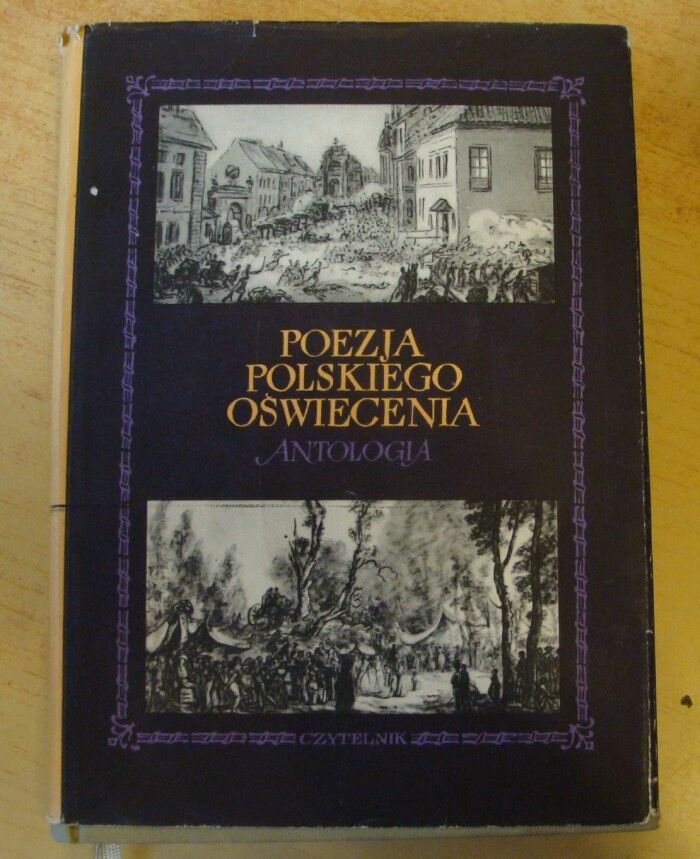 POEZJA
POLSKIEGO
OŚWIECENIA
ANTOLOGIA
CZYTELNIK